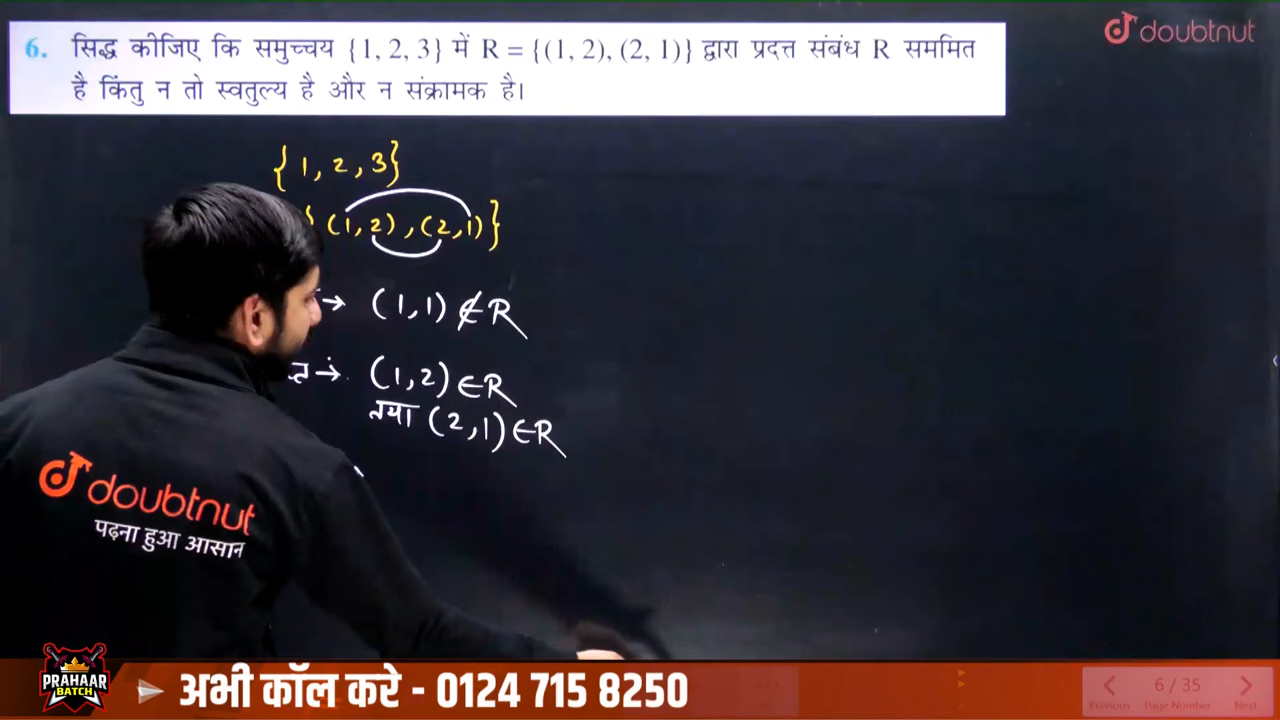 6. सिद्ध कीजिए कि समुच्चय {1, 2, 3} में R = {(1, 2), (2, 1)} द्वारा प्रदत्त संबंध R सममित
है किंतु न तो स्वतुल्य है और न संक्रामक है।
doubtnut
{1, 2, 3}
{(1,2), (2,1)}
→ (1,1) ∉ R
→ (1,2) ∈ R
तथा (2,1) ∈ R
doubtnut
पढ़ना हुआ आसान
PRAHAAR
BATCH
अभी कॉल करे - 0124 715 8250
6 / 35
Previous Page Number Next